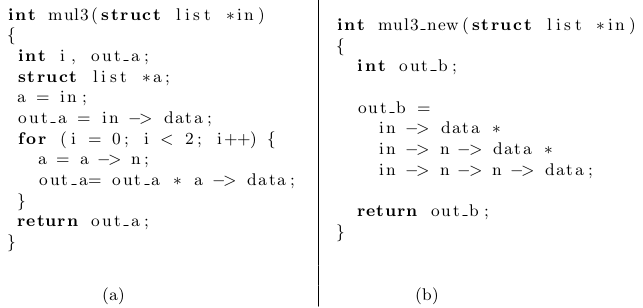 int mul3(struct list *in)
{
int i, out_a;
struct list *a;
a = in;
out_a = in -> data;
for (i = 0; i < 2; i++) {
a = a -> n;
out_a= out_a * a -> data;
}
return out_a;
}
(a)
int mul3_new(struct list *in)
{
int out_b;
out_b =
in -> data *
in -> n -> data *
in -> n -> n -> data;
return out_b;
}
(b)